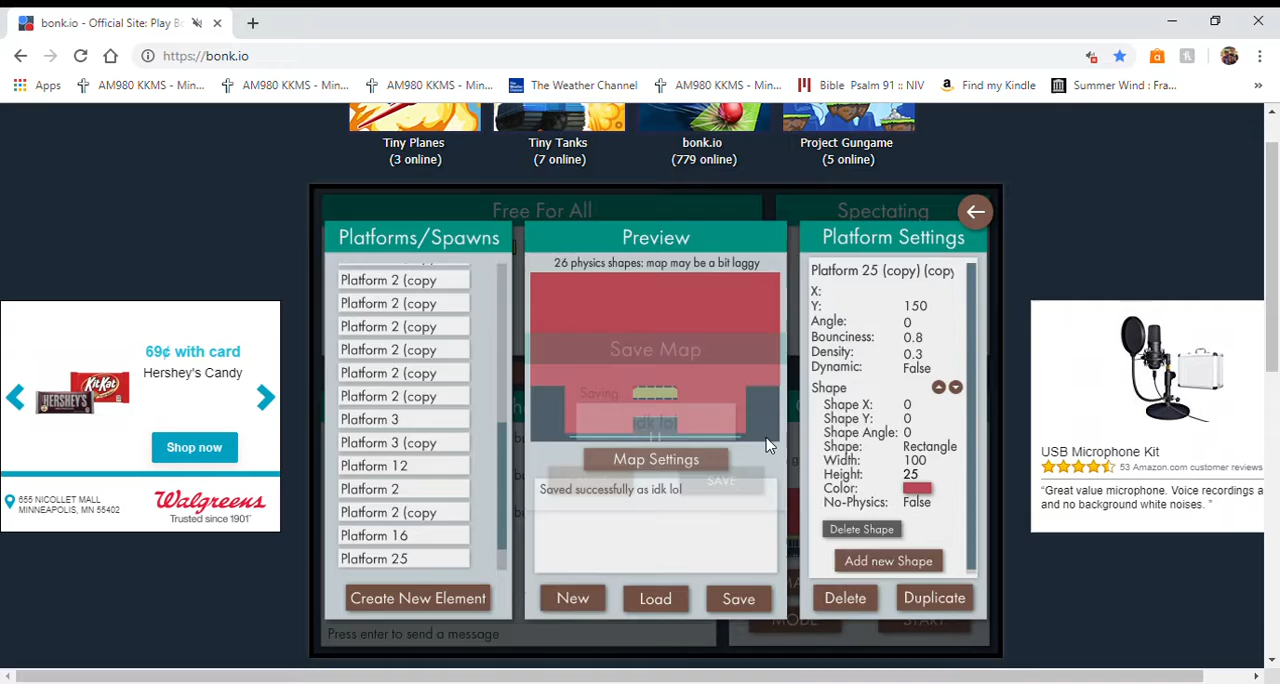 bonk.io - Official Site: Play Bo
https://bonk.io
Apps
AM980 KKMS - Min...
AM980 KKMS - Min...
AM980 KKMS - Min...
The Weather Channel
AM980 KKMS - Min...
Bible Psalm 91 :: NIV
Find my Kindle
Summer Wind : Fra...
»
Tiny Planes
(3 online)
Tiny Tanks
(7 online)
bonk.io
(779 online)
Project Gungame
(5 online)
Free For All
Spectating
Platforms/Spawns
Platform 2 (copy
Platform 2 (copy
Platform 2 (copy
Platform 2 (copy
Platform 2 (copy
Platform 2 (copy
Platform 3
Platform 3 (copy
Platform 12
Platform 2
Platform 2 (copy
Platform 16
Platform 25
Create New Element
Preview
26 physics shapes: map may be a bit laggy
Save Map
Saving
idk lol
Map Settings
SAVE
Saved successfully as idk lol
New
Load
Save
Platform Settings
Platform 25 (copy) (copy
X:
Y: 150
Angle: 0
Bounciness: 0.8
Density: 0.3
Dynamic: False
Shape
Shape X: 0
Shape Y: 0
Shape Angle: 0
Shape: Rectangle
Width: 100
Height: 25
Color:
No-Physics: False
Delete Shape
Add new Shape
Delete
Duplicate
Press enter to send a message
MODE
START
69¢ with card
Hershey's Candy
KitKat
HERSHEY'S
Shop now
655 NICOLLET MALL
MINNEAPOLIS, MN 55402
Walgreens
Trusted since 1901
USB Microphone Kit
53 Amazon.com customer reviews
“Great value microphone. Voice recordings a
and no background white noises. ”